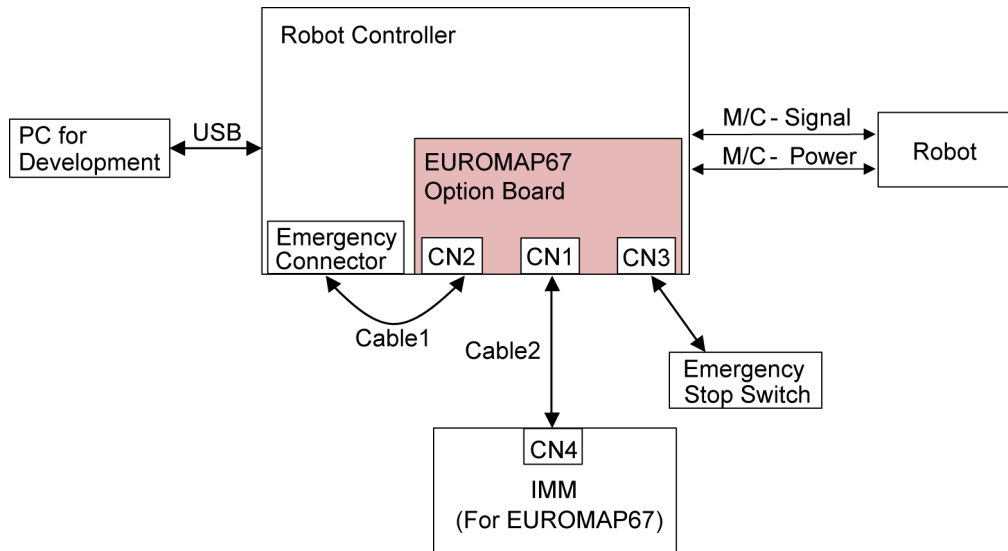 Robot Controller
PC for
Development
USB
EUROMAP67
Option Board
M/C - Signal
M/C - Power
Robot
Emergency
Connector
CN2
CN1
CN3
Cable1
Cable2
Emergency
Stop Switch
CN4
IMM
(For EUROMAP67)